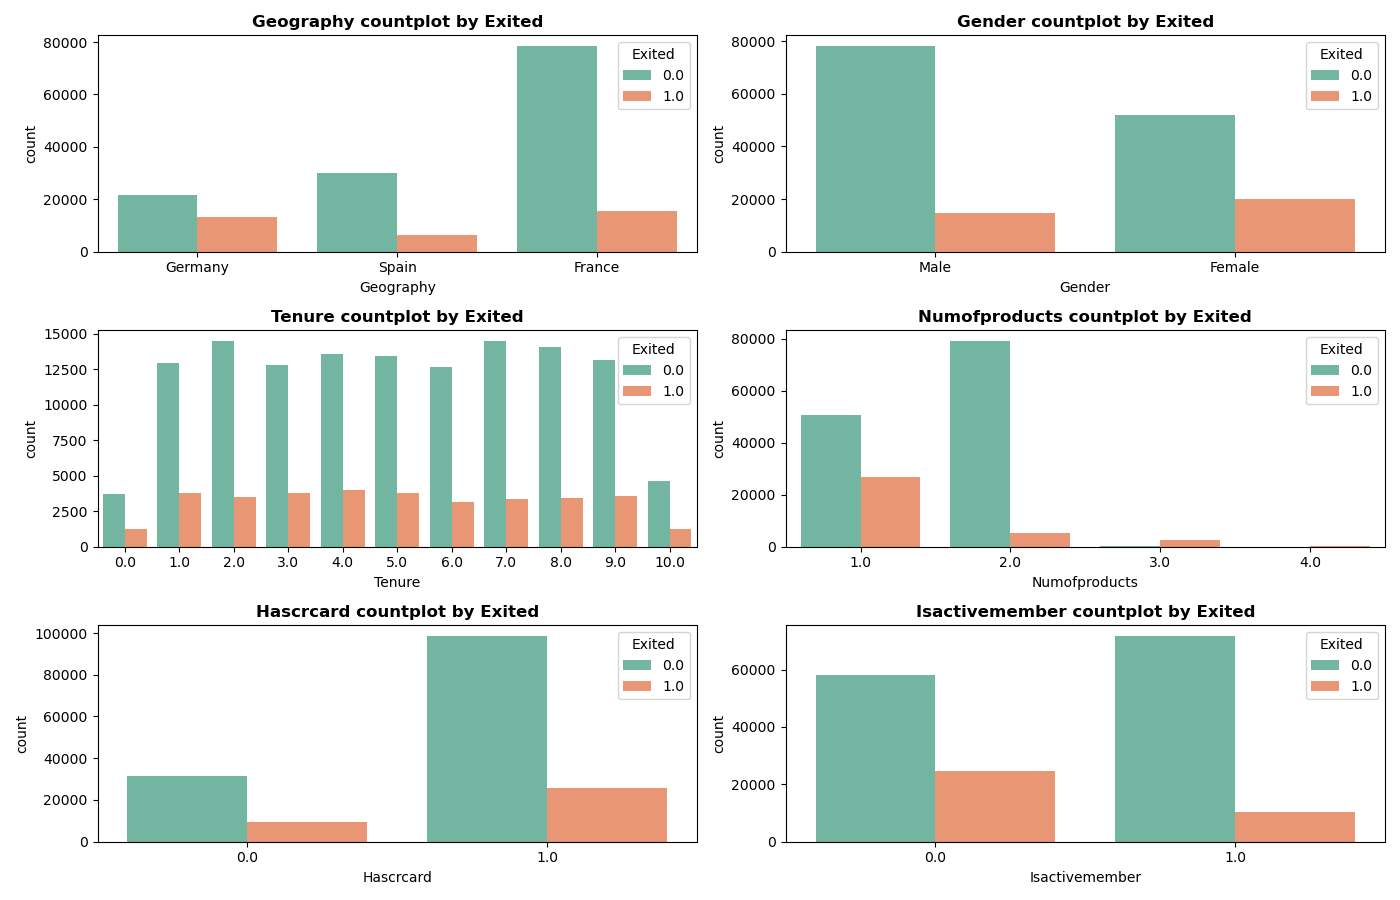 Geography countplot by Exited
80000
60000
40000
20000
0
count
Germany Spain France
Geography
Exited
0.0
1.0
Gender countplot by Exited
80000
60000
40000
20000
0
count
Male Female
Gender
Exited
0.0
1.0
Tenure countplot by Exited
15000
12500
10000
7500
5000
2500
0
count
0.0 1.0 2.0 3.0 4.0 5.0 6.0 7.0 8.0 9.0 10.0
Tenure
Exited
0.0
1.0
Numofproducts countplot by Exited
80000
60000
40000
20000
0
count
1.0 2.0 3.0 4.0
Numofproducts
Exited
0.0
1.0
Hascrcard countplot by Exited
100000
80000
60000
40000
20000
0
count
0.0 1.0
Hascrcard
Exited
0.0
1.0
Isactivemember countplot by Exited
60000
40000
20000
0
count
0.0 1.0
Isactivemember
Exited
0.0
1.0